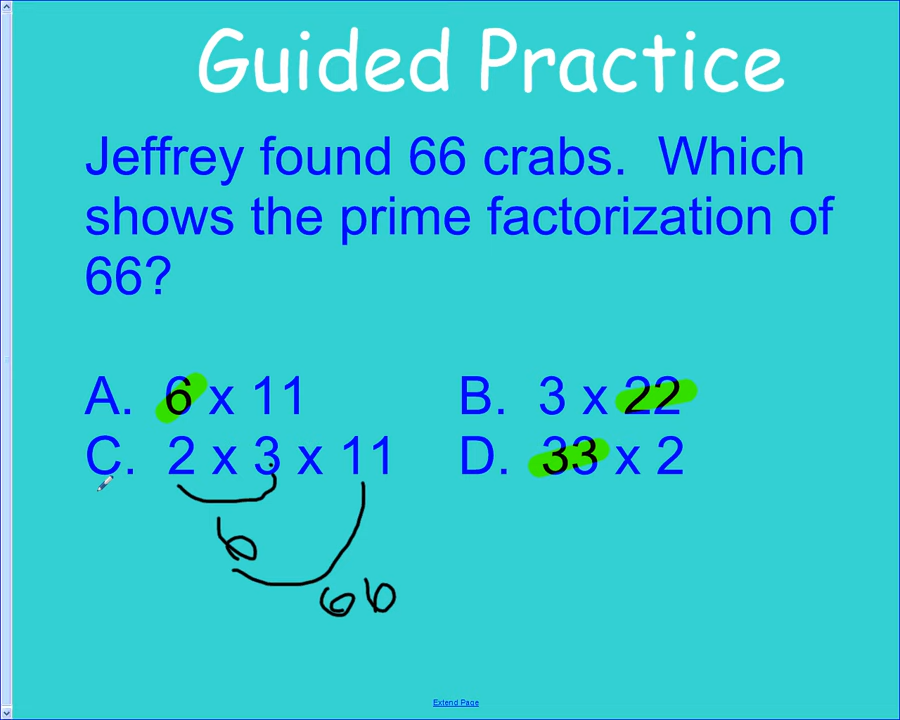 Guided Practice
Jeffrey found 66 crabs. Which
shows the prime factorization of
66?
A. 6 x 11 B. 3 x 22
C. 2 x 3 x 11 D. 33 x 2
6
66
Extend Page